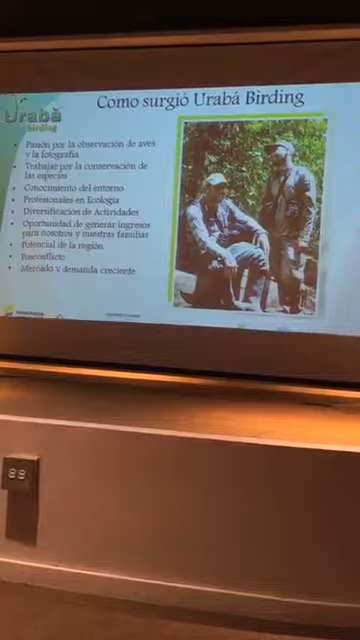 Como surgió Urabá Birding
Urabá
birding
Pasión por la observación de aves
y la fotografía
Trabajar por la conservación de
las especies
Conocimiento del entorno
Profesionales en Ecología
Diversificación de Actividades
Oportunidad de generar ingresos
para nosotros y nuestras familias
Potencial de la región
Posconflicto
Mercado y demanda creciente